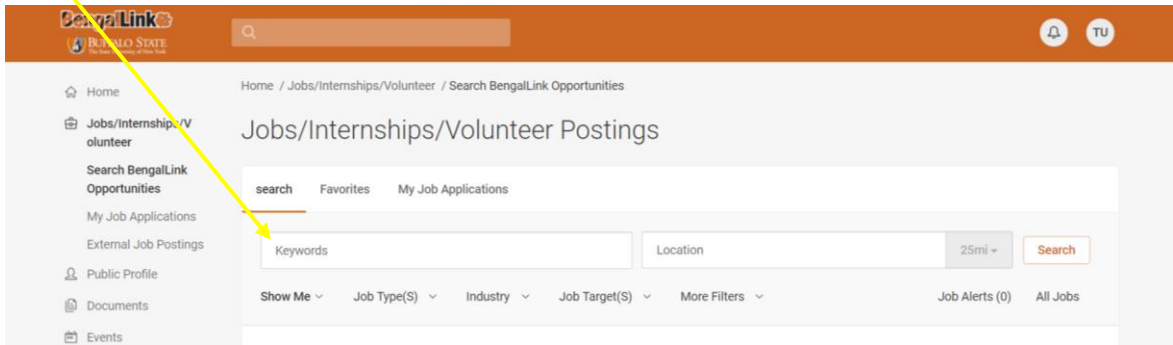 BengalLink
BUFFALO STATE
The State University of New York
TU
Home
Jobs/Internships/V
olunteer
Search BengalLink
Opportunities
My Job Applications
External Job Postings
Public Profile
Documents
Events
Home / Jobs/Internships/Volunteer / Search BengalLink Opportunities
Jobs/Internships/Volunteer Postings
search Favorites My Job Applications
Keywords Location 25mi Search
Show Me Job Type(S) Industry Job Target(S) More Filters Job Alerts (0) All Jobs